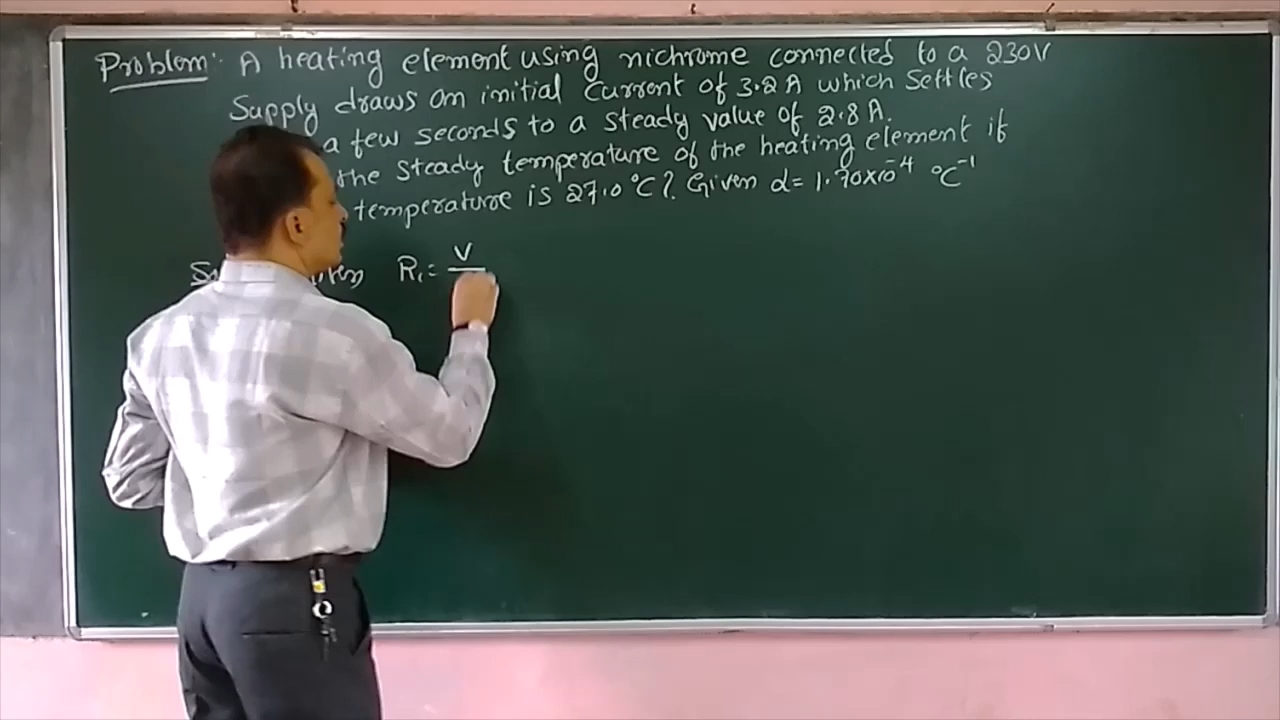 Problem: A heating element using nichrome connected to a 230V
Supply draws an initial Current of 3.2 A which Settles
a few seconds to a steady value of 2.8 A.
the steady temperature of the heating element if
temperature is 27.0 °C? Given α = 1.70×10⁻⁴ °C⁻¹
R₁ = V